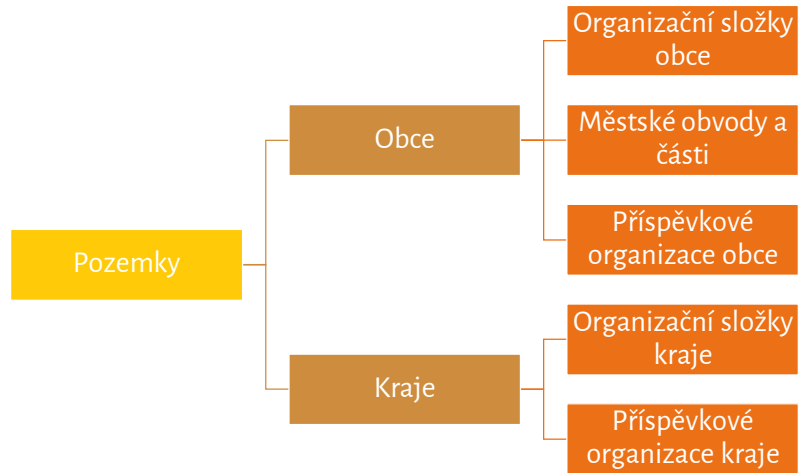 Pozemky
Obce
Organizační složky
obce
Městské obvody a
části
Příspěvkové
organizace obce
Kraje
Organizační složky
kraje
Příspěvkové
organizace kraje